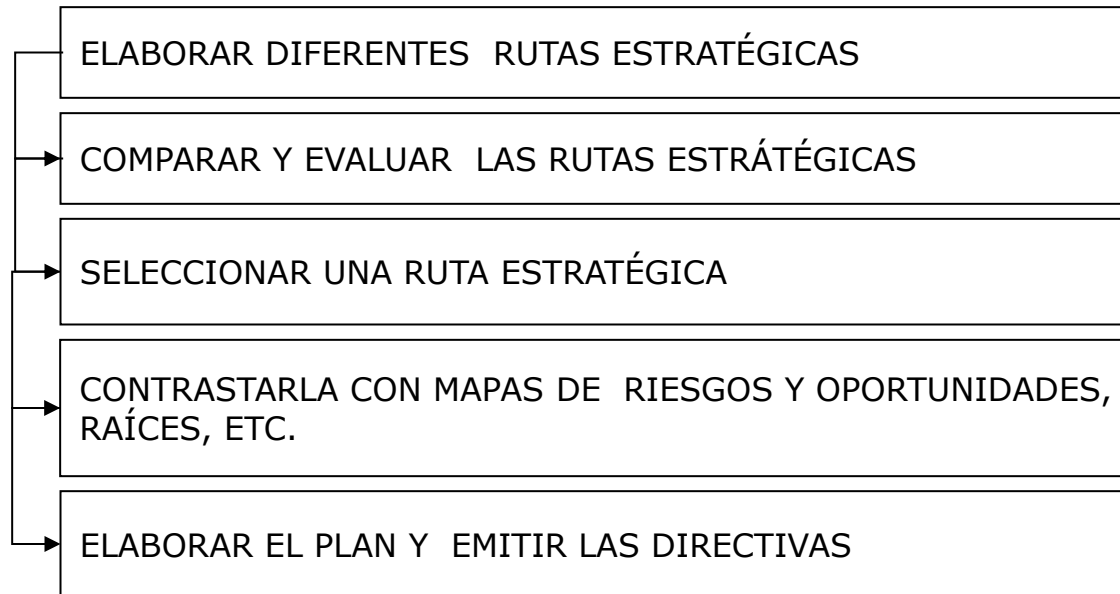 ELABORAR DIFERENTES  RUTAS ESTRATÉGICAS
COMPARAR Y EVALUAR  LAS RUTAS ESTRÁTÉGICAS
SELECCIONAR UNA RUTA ESTRATÉGICA
CONTRASTARLA CON MAPAS DE  RIESGOS Y OPORTUNIDADES,
RAÍCES, ETC.
ELABORAR EL PLAN Y  EMITIR LAS DIRECTIVAS